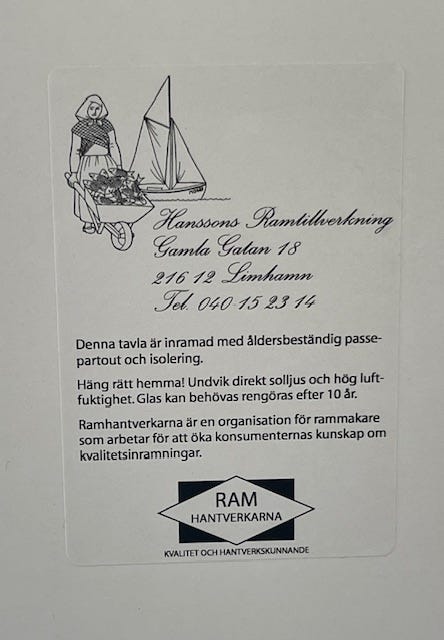 Hanssons Ramtillverkning
Gamla Gatan 18
216 12 Limhamn
Tel. 040-15 23 14
Denna tavla är inramad med åldersbeständig passe-
partout och isolering.
Häng rätt hemma! Undvik direkt solljus och hög luft-
fuktighet. Glas kan behövas rengöras efter 10 år.
Ramhantverkarna är en organisation för rammakare
som arbetar för att öka konsumenternas kunskap om
kvalitetsinramningar.
RAM
HANTVERKARNA
KVALITET OCH HANTVERKSKUNNANDE